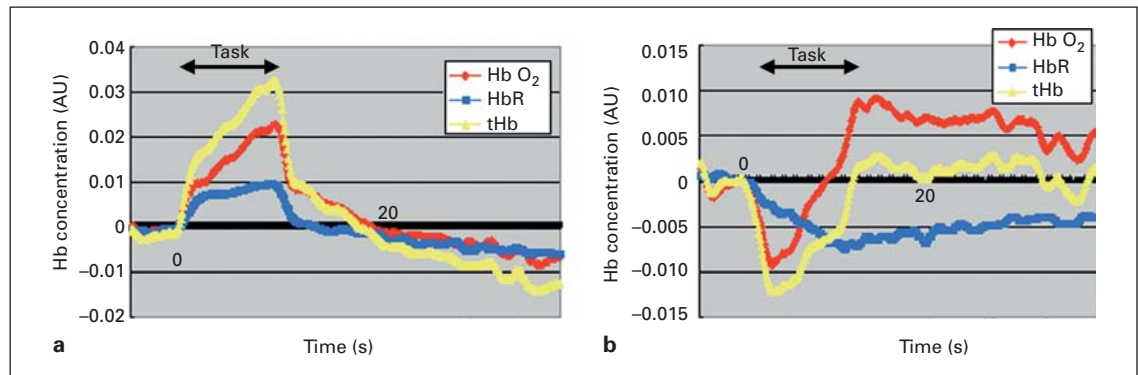 0.04
0.03
0.02
0.01
0
–0.01
–0.02
Hb concentration (AU)
Task
Hb O2
HbR
tHb
0
20
a
Time (s)
0.015
0.010
0.005
0
–0.005
–0.010
–0.015
Hb concentration (AU)
Task
Hb O2
HbR
tHb
0
20
b
Time (s)